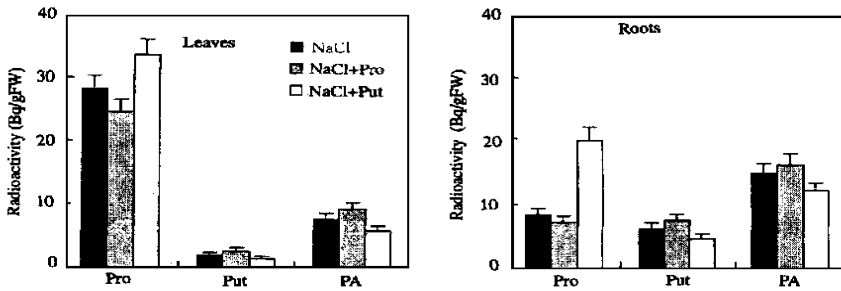 40
30
20
10
0
Radioactivity (Bq/gFW)
Leaves
NaCl
NaCl+Pro
NaCl+Put
Pro Put PA
40
30
20
10
0
Radioactivity (Bq/gFW)
Roots
Pro Put PA